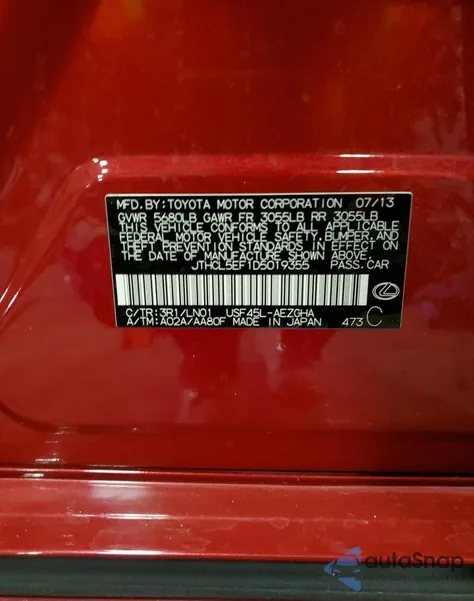 MFD.BY:TOYOTA MOTOR CORPORATION 07/13
GVWR 5680LB GAWR FR 3055LB RR 3055LB
THIS VEHICLE CONFORMS TO ALL APPLICABLE
FEDERAL MOTOR VEHICLE SAFETY, BUMPER, AND
THEFT PREVENTION STANDARDS IN EFFECT ON
THE DATE OF MANUFACTURE SHOWN ABOVE.
JTHCL5EF1D5019355 PASS.CAR
C/TR:3R1/LN01 USF45L-AEZGHA
A/TM:A02A/AA80F MADE IN JAPAN 473 C
autoSnap